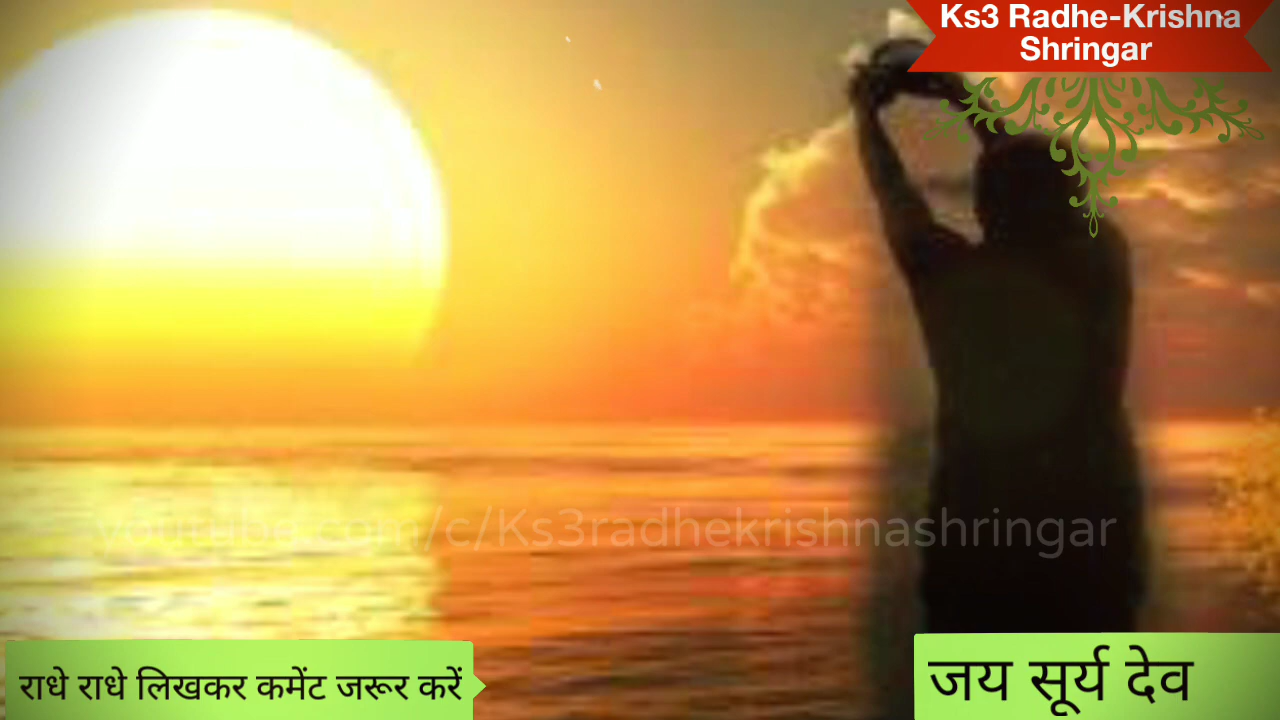 Ks3 Radhe-Krishna
Shringar
youtube.com/c/Ks3radhekrishnashringar
राधे राधे लिखकर कमेंट जरूर करें
जय सूर्य देव